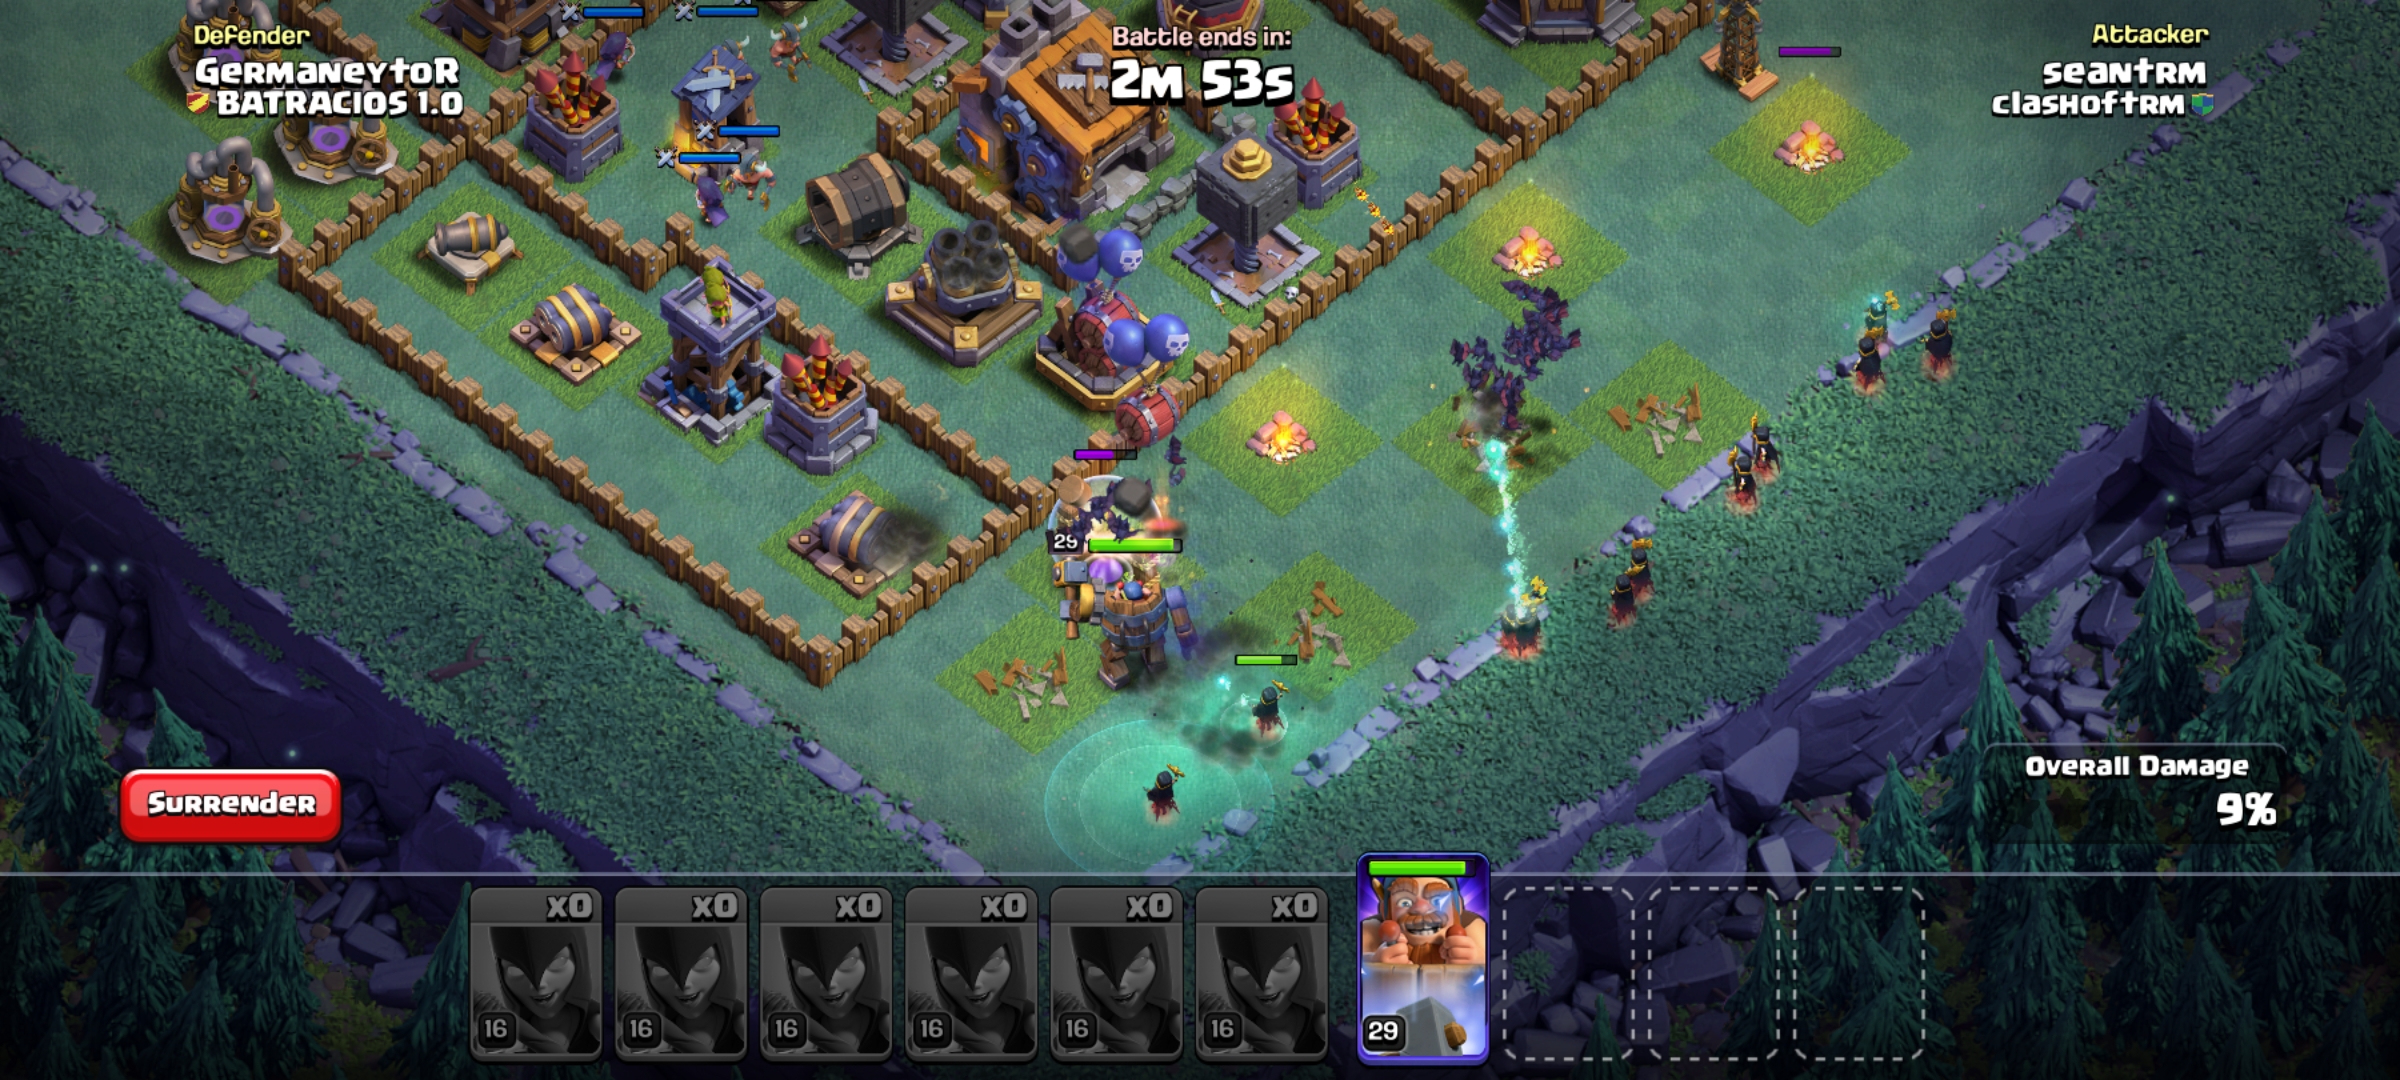 Defender
GermaneytoR
BATRACIOS 1.0
Battle ends in:
2M 53s
Attacker
seantRM
clashoftRM
29
Surrender
Overall Damage
9%
x0
x0
x0
x0
x0
x0
16
16
16
16
16
16
29